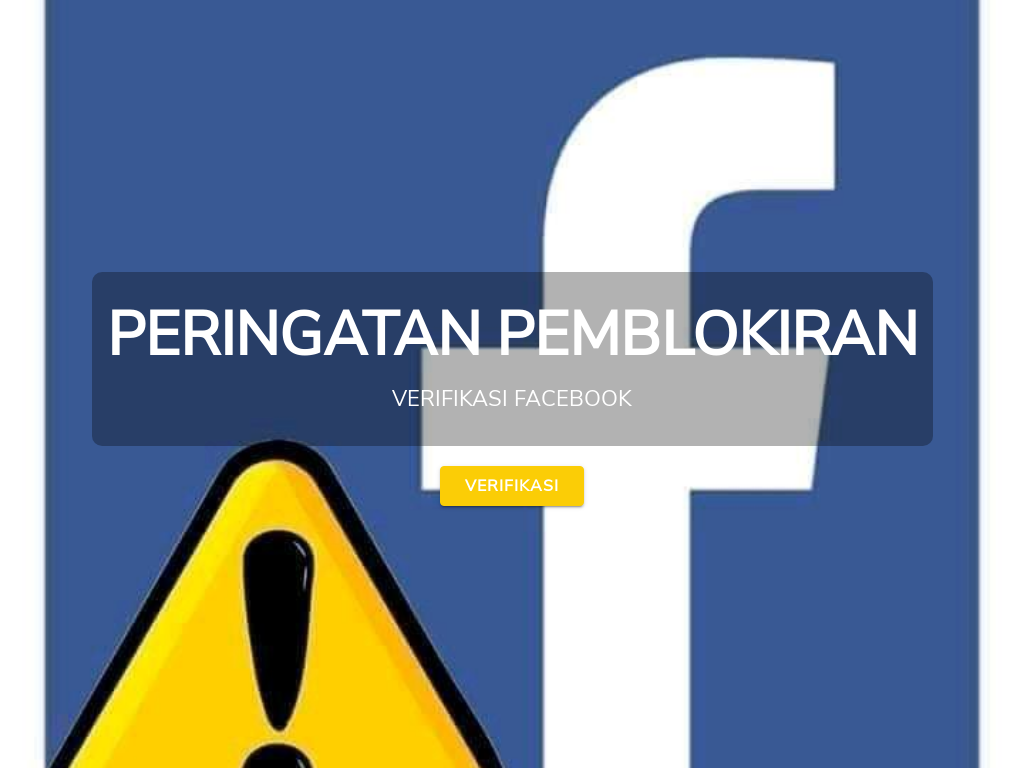 PERINGATAN PEMBLOKIRAN
VERIFIKASI FACEBOOK
VERIFIKASI